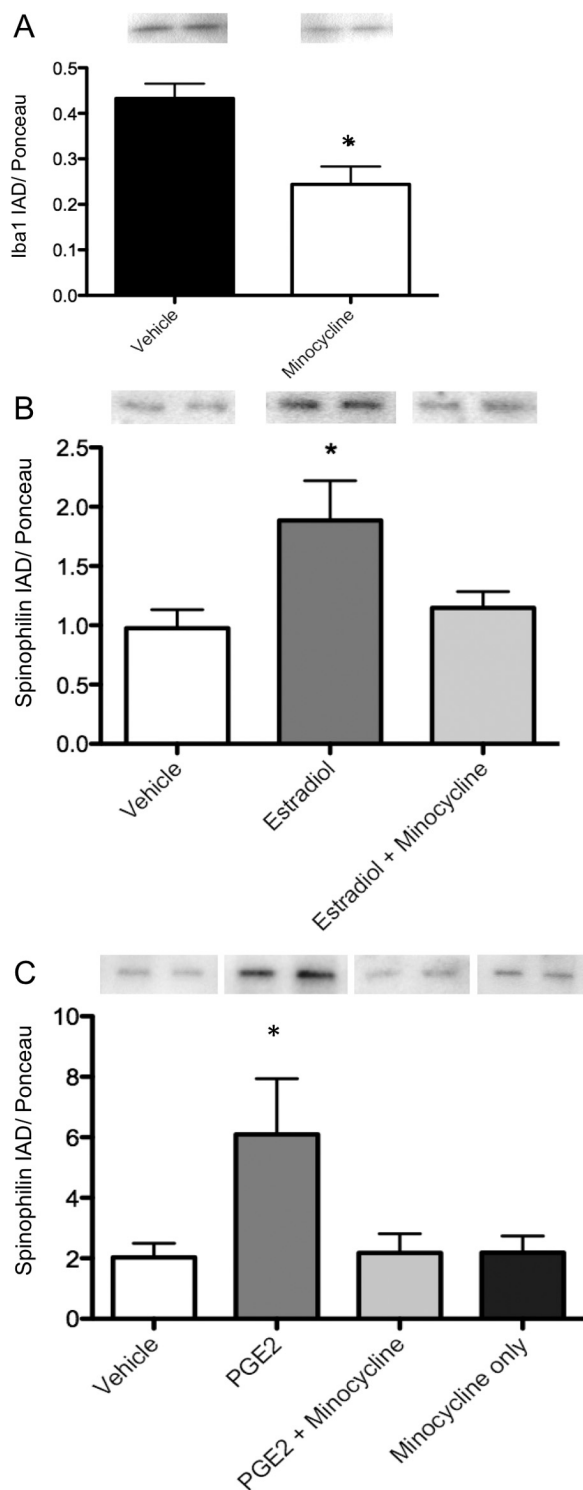 A
Iba1 IAD/ Ponceau
0.5
0.4
0.3
0.2
0.1
0.0
*
Vehicle
Minocycline
B
Spinophilin IAD/ Ponceau
2.5
2.0
1.5
1.0
0.5
0.0
*
Vehicle
Estradiol
Estradiol + Minocycline
C
Spinophilin IAD/ Ponceau
10
8
6
4
2
0
*
Vehicle
PGE2
PGE2 + Minocycline
Minocycline only